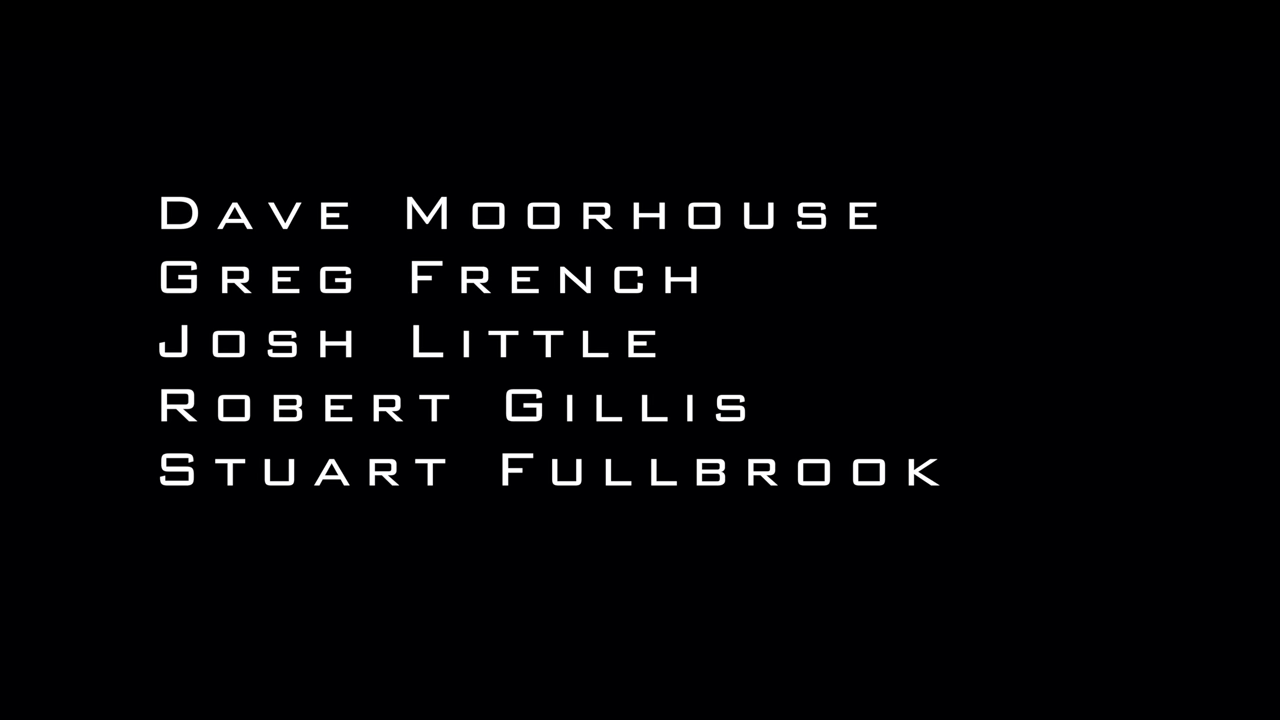 Dave Moorhouse
Greg French
Josh Little
Robert Gillis
Stuart Fullbrook